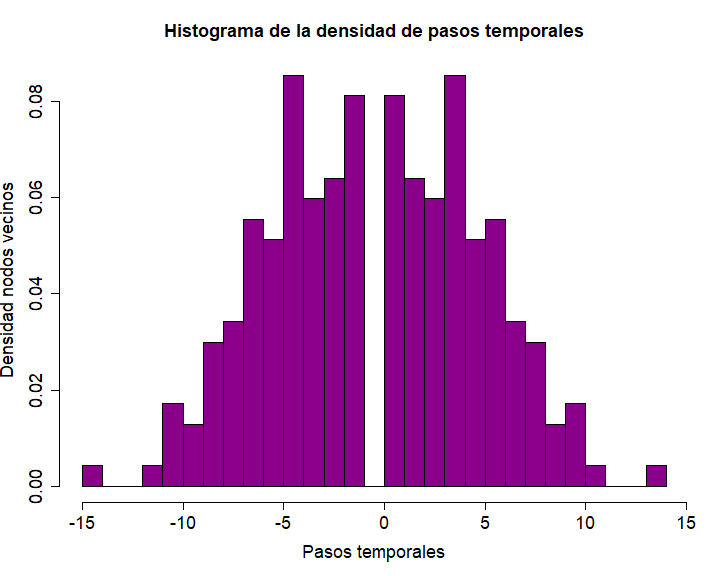 Histograma de la densidad de pasos temporales
Densidad nodos vecinos
0.08
0.06
0.04
0.02
0.00
-15 -10 -5 0 5 10 15
Pasos temporales